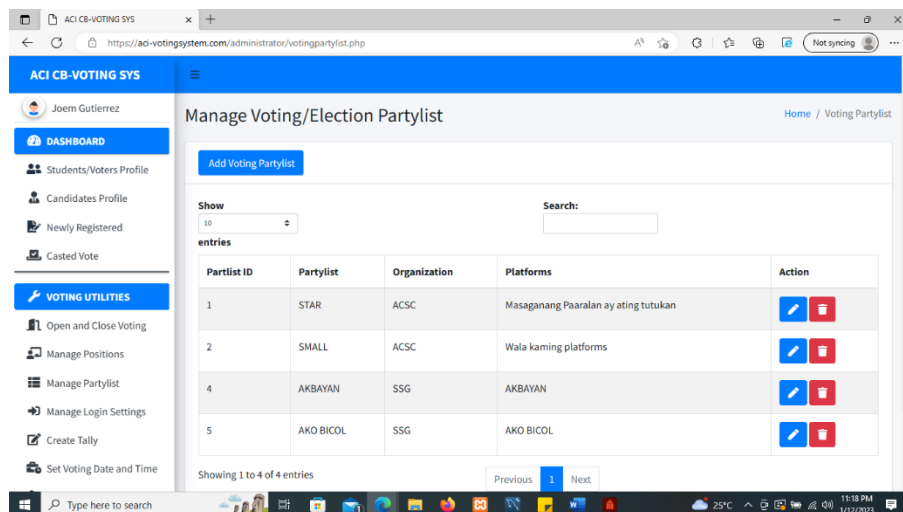 ACI CB-VOTING SYS
https://aci-votingsystem.com/administrator/votingpartylist.php
Not syncing
ACI CB-VOTING SYS
Joem Gutierrez
DASHBOARD
Students/Voters Profile
Candidates Profile
Newly Registered
Casted Vote
VOTING UTILITIES
Open and Close Voting
Manage Positions
Manage Partylist
Manage Login Settings
Create Tally
Set Voting Date and Time
Manage Voting/Election Partylist
Home / Voting Partylist
Add Voting Partylist
Show
10
entries
Search:
Partlist ID Partylist Organization Platforms Action
1 STAR ACSC Masaganang Paaralan ay ating tutukan
2 SMALL ACSC Wala kaming platforms
4 AKBAYAN SSG AKBAYAN
5 AKO BICOL SSG AKO BICOL
Showing 1 to 4 of 4 entries
Previous 1 Next
Type here to search
25°C
11:18 PM
1/12/2023